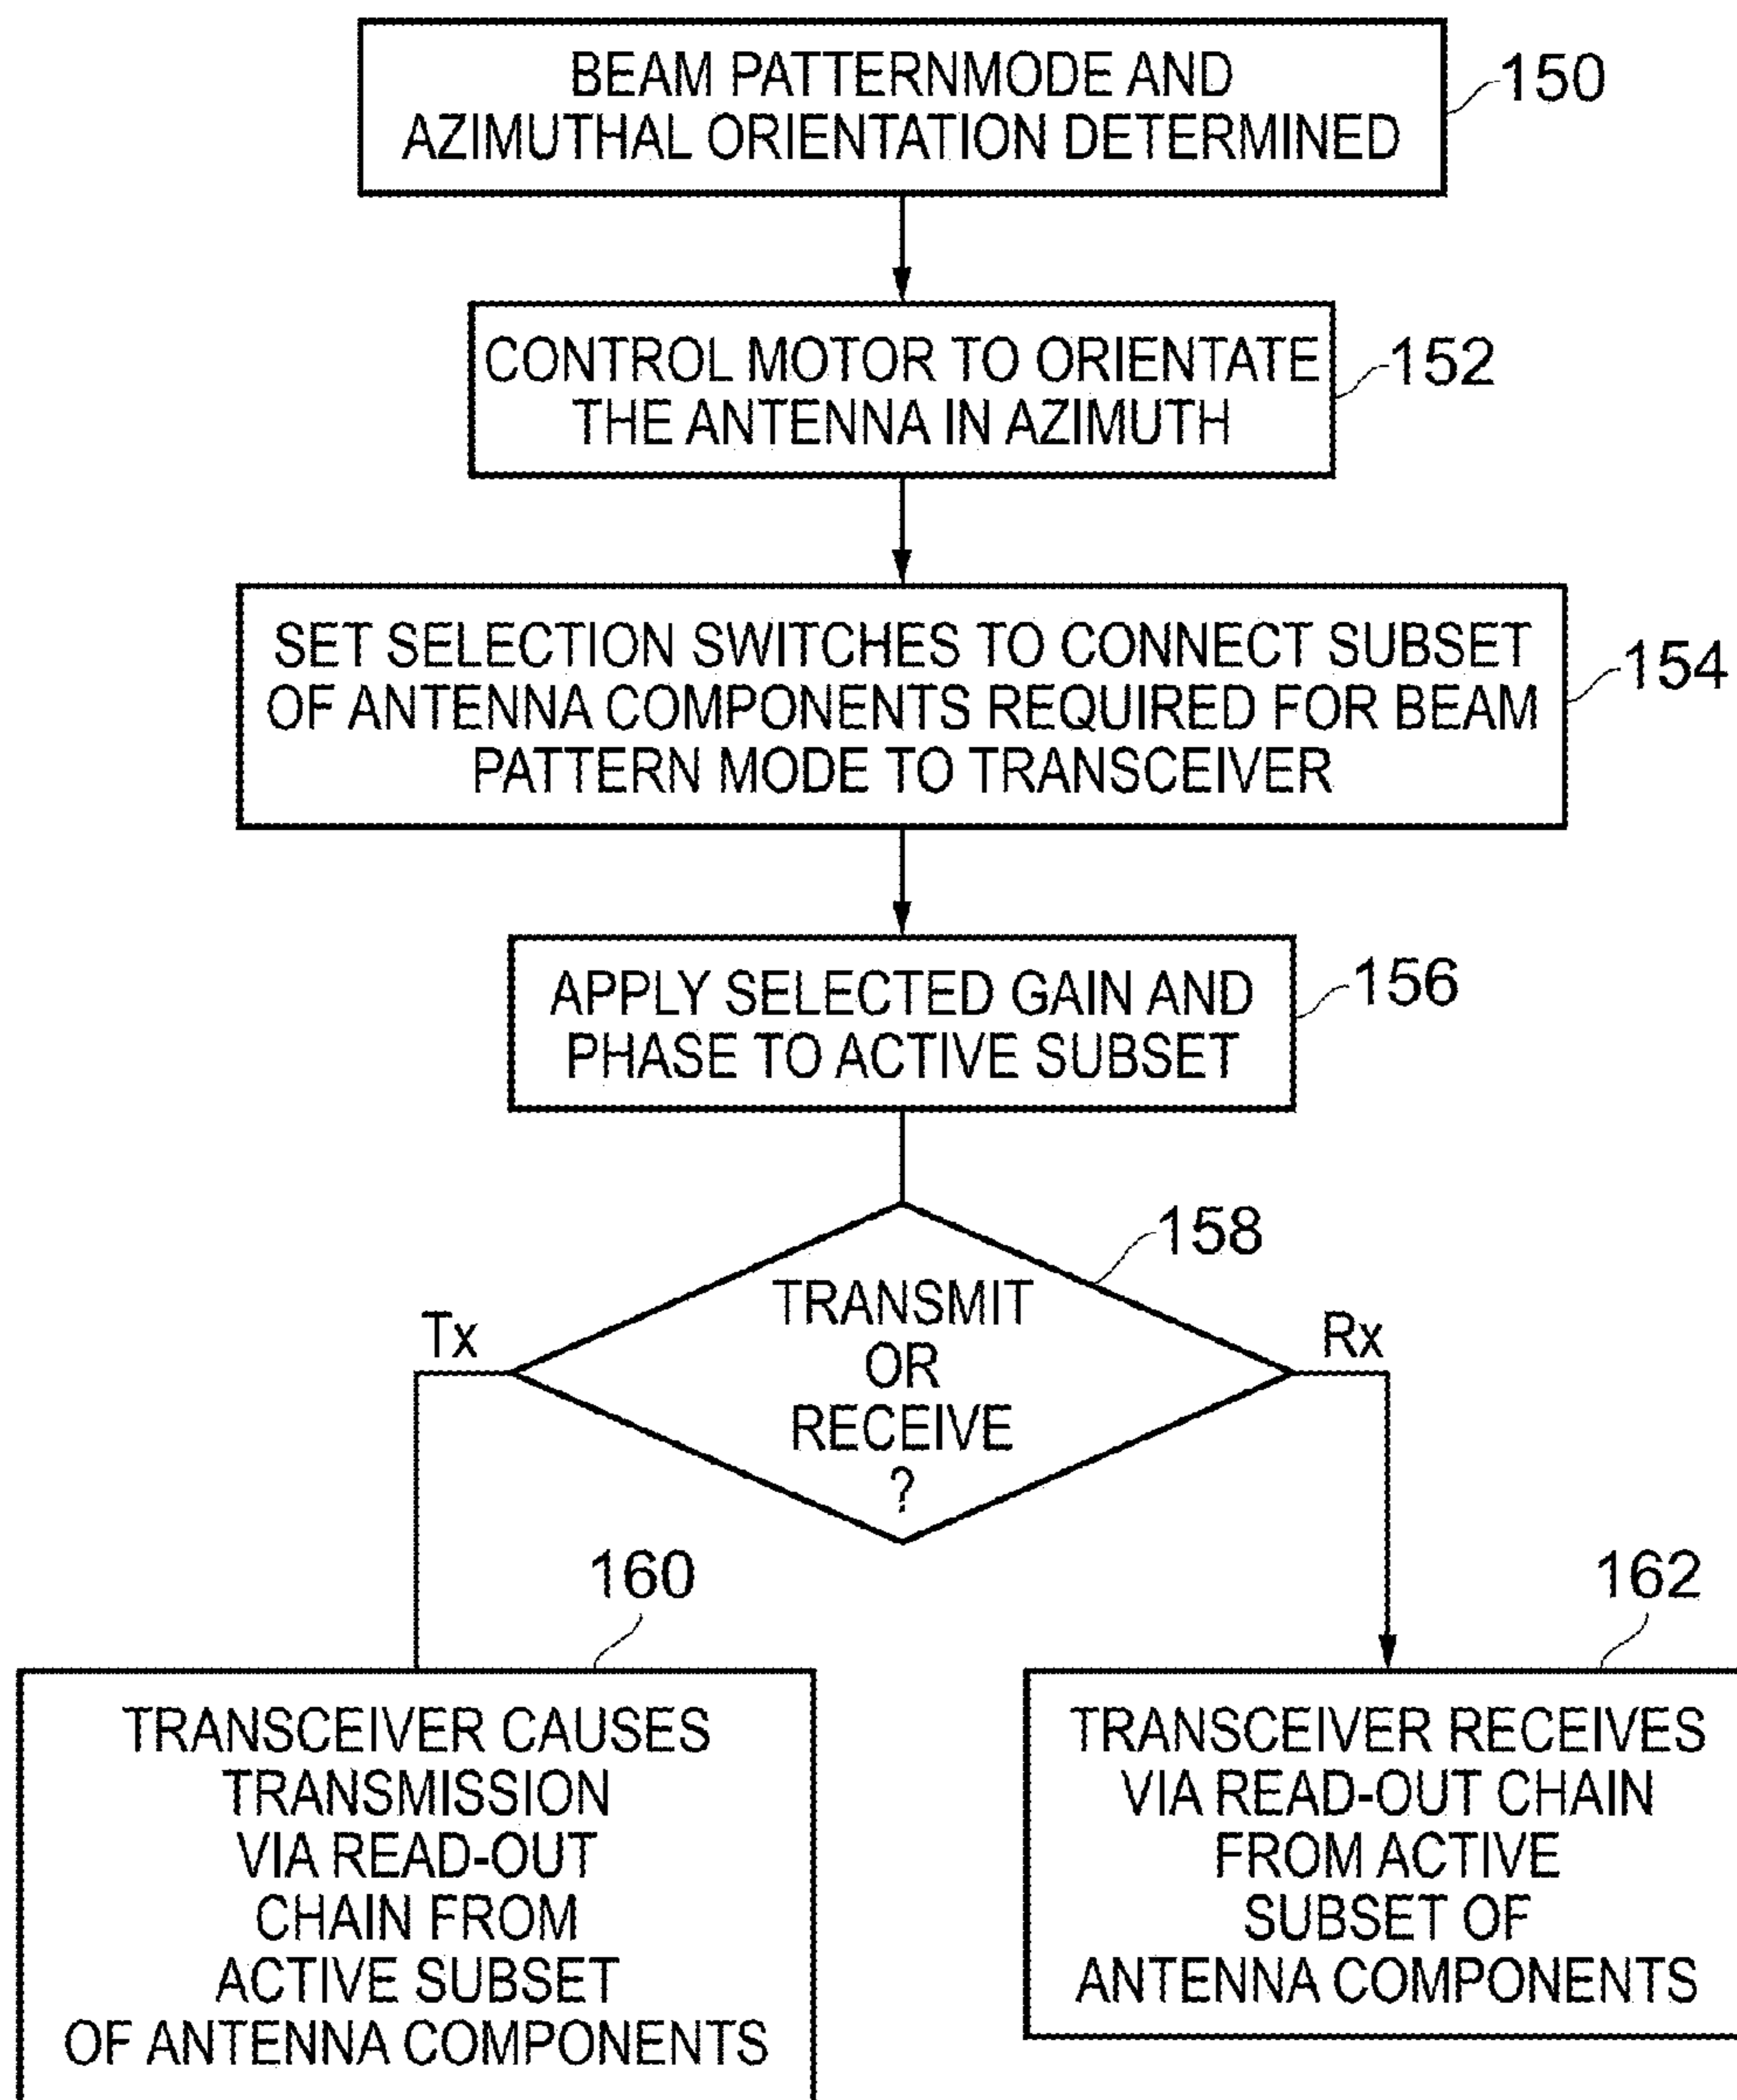 BEAM PATTERNMODE AND
AZIMUTHAL ORIENTATION DETERMINED
150
CONTROL MOTOR TO ORIENTATE
THE ANTENNA IN AZIMUTH
152
SET SELECTION SWITCHES TO CONNECT SUBSET
OF ANTENNA COMPONENTS REQUIRED FOR BEAM
PATTERN MODE TO TRANSCEIVER
154
APPLY SELECTED GAIN AND
PHASE TO ACTIVE SUBSET
156
158
TRANSMIT
OR
RECEIVE
?
Tx
Rx
160
TRANSCEIVER CAUSES
TRANSMISSION
VIA READ-OUT
CHAIN FROM
ACTIVE SUBSET
OF ANTENNA COMPONENTS
162
TRANSCEIVER RECEIVES
VIA READ-OUT CHAIN
FROM ACTIVE
SUBSET OF
ANTENNA COMPONENTS